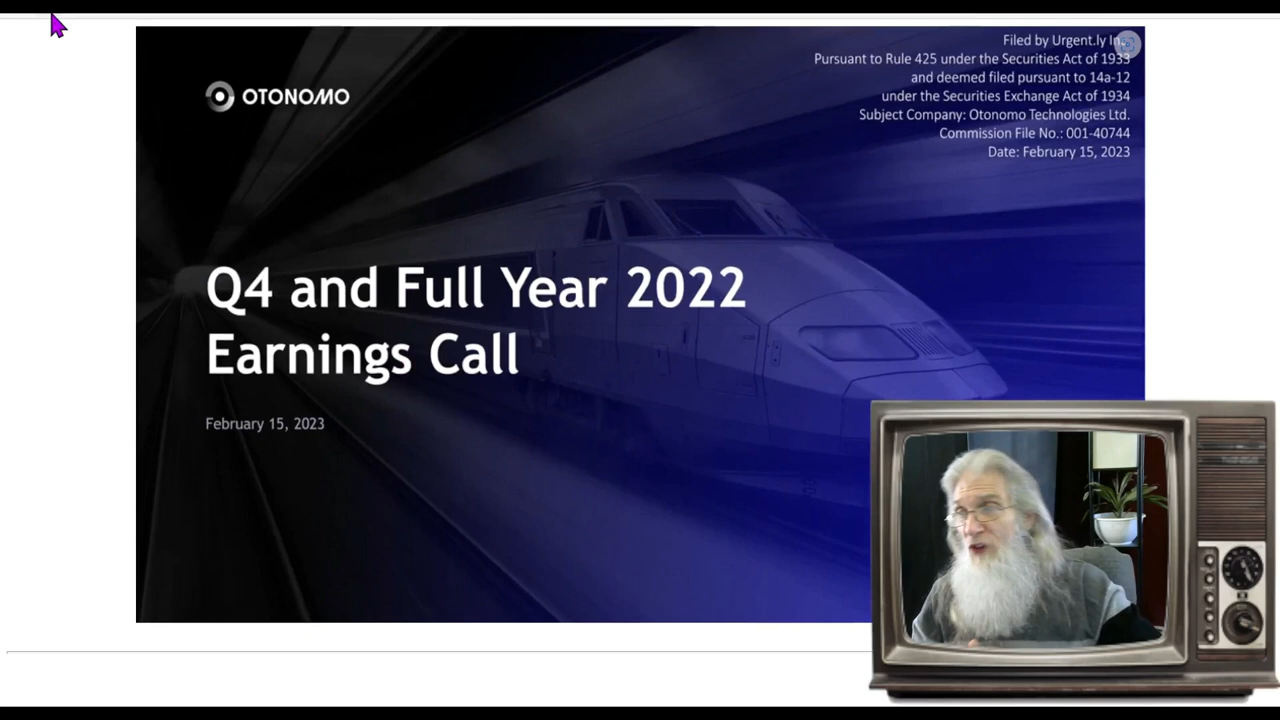 Filed by Urgent.ly Inc.
Pursuant to Rule 425 under the Securities Act of 1933
and deemed filed pursuant to 14a-12
under the Securities Exchange Act of 1934
Subject Company: Otonomo Technologies Ltd.
Commission File No.: 001-40744
Date: February 15, 2023
OTONOMO
Q4 and Full Year 2022
Earnings Call
February 15, 2023